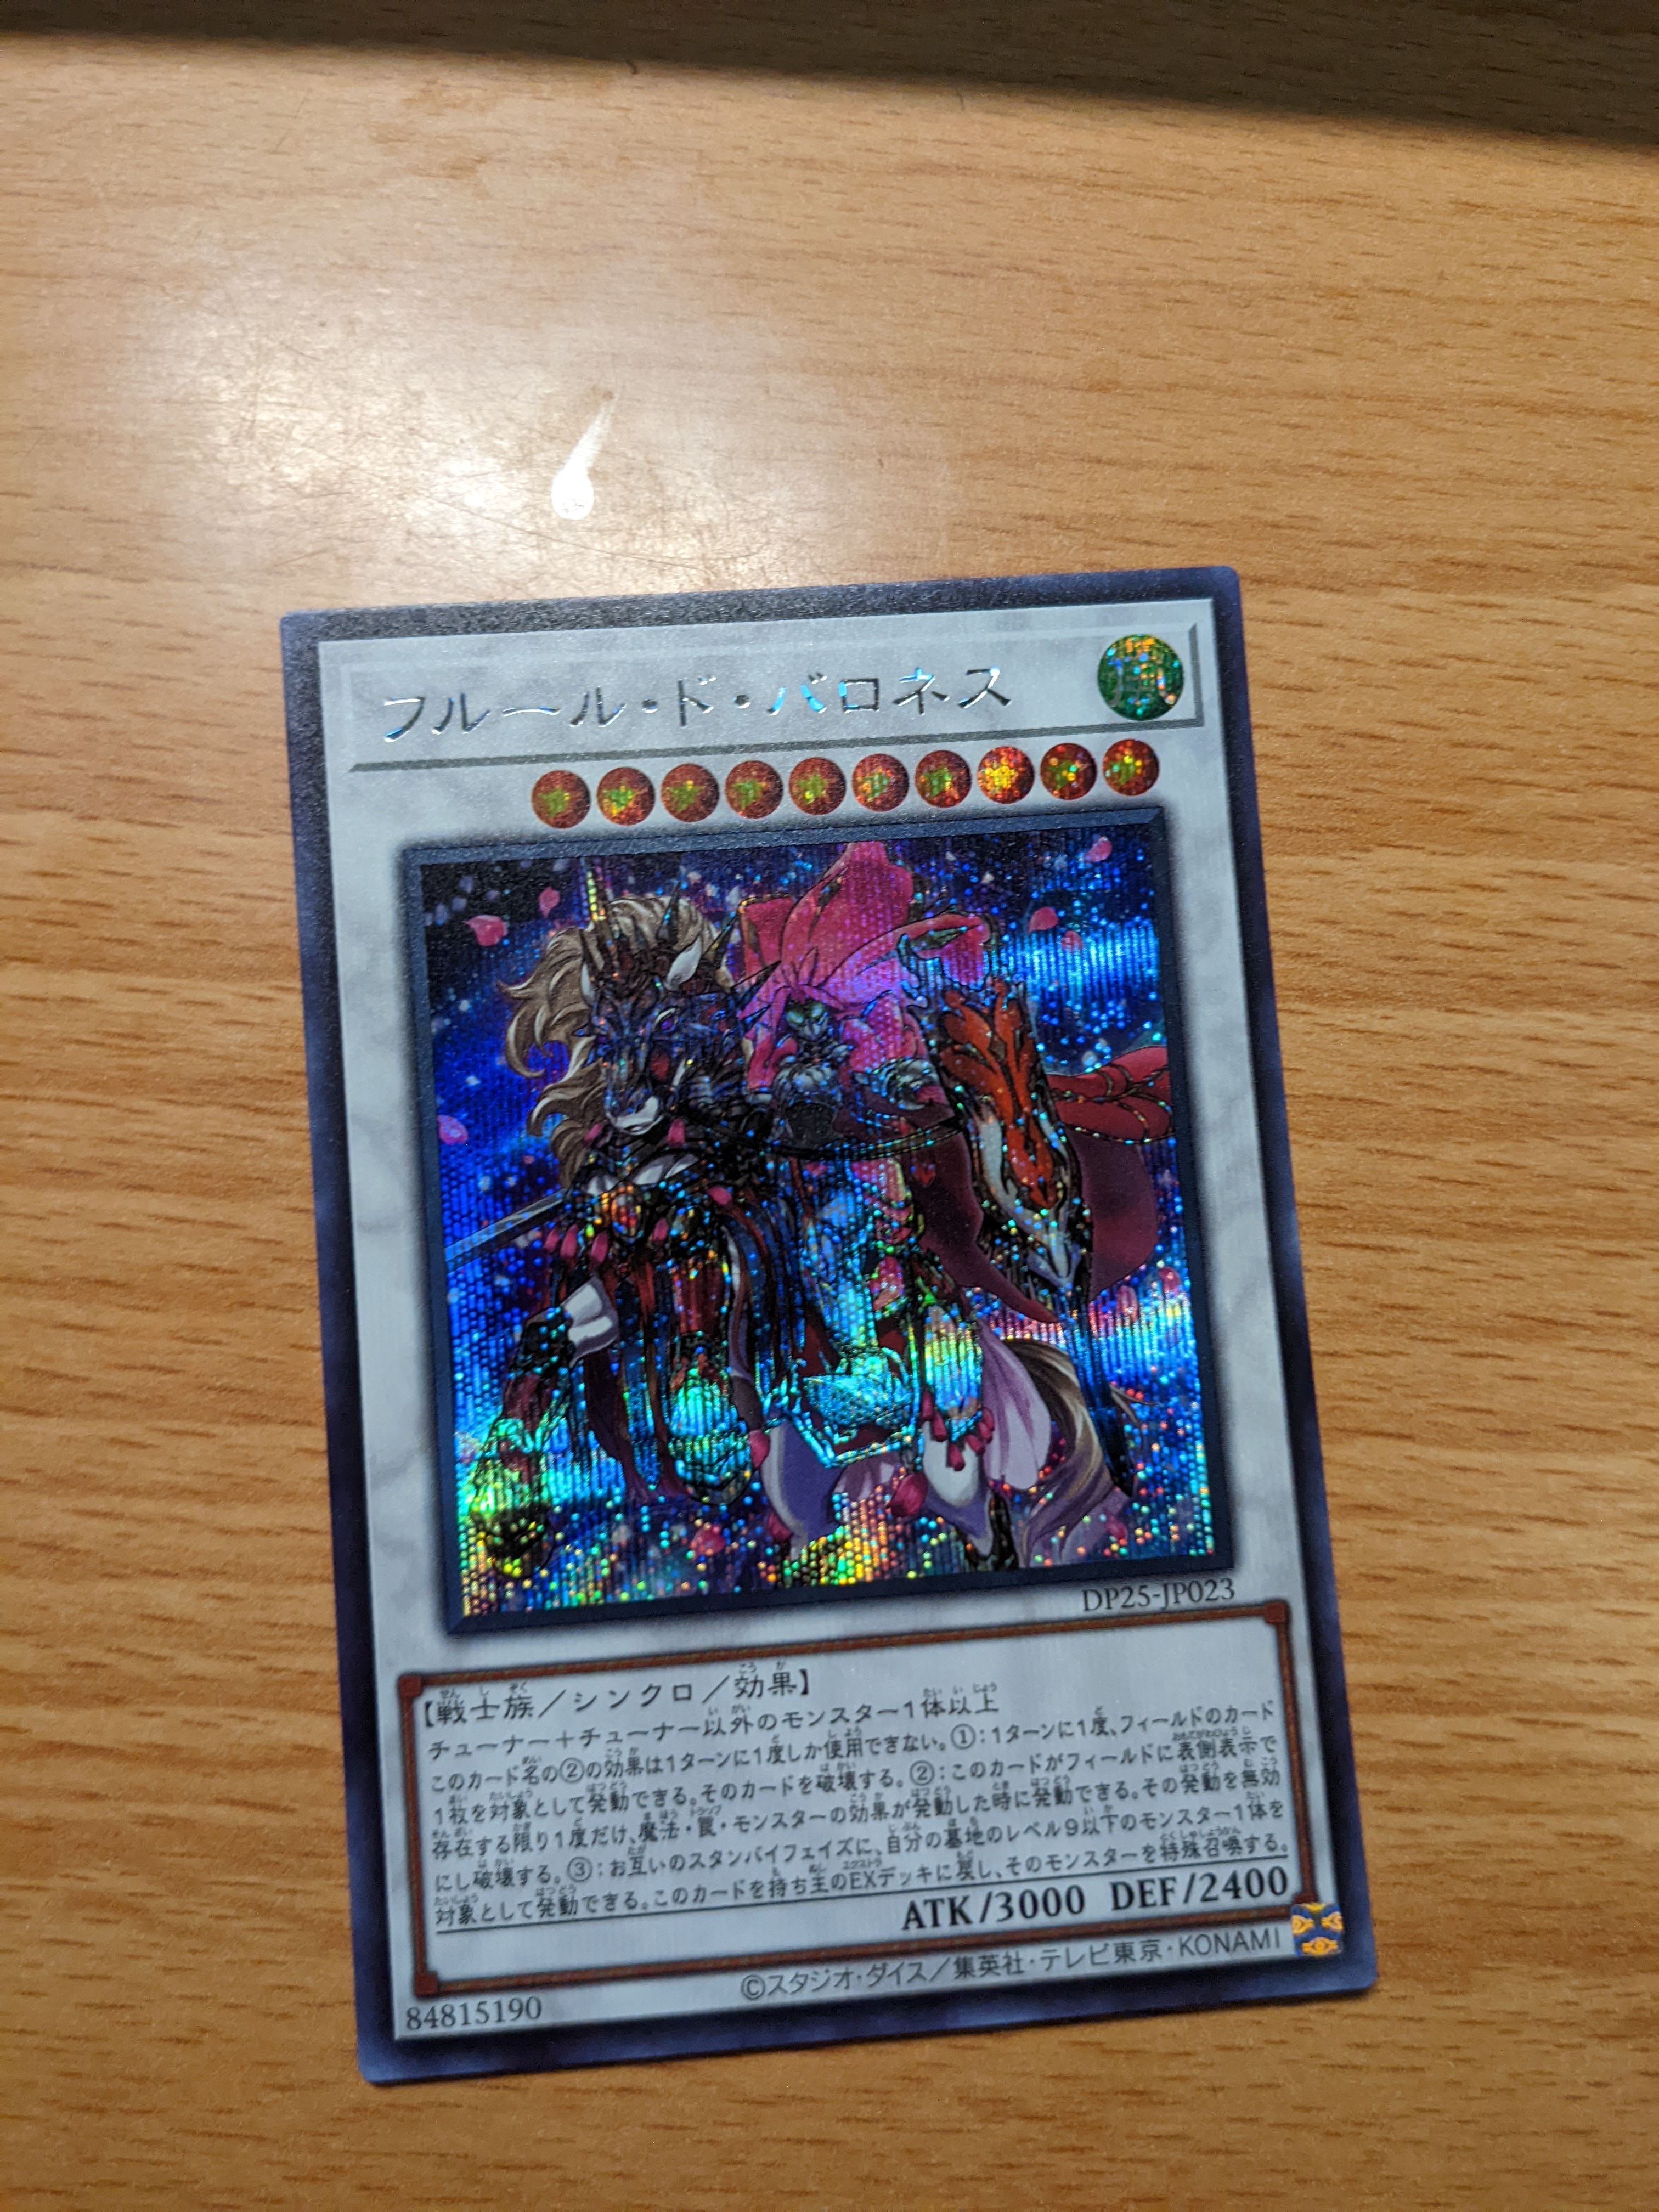 フルール・ド・バロネス
風
DP25-JP023
【戦士族／シンクロ／効果】
チューナー＋チューナー以外のモンスター1体以上
このカード名の②の効果は1ターンに1度しか使用できない。①：1ターンに1度、フィールドのカード
1枚を対象として発動できる。そのカードを破壊する。②：このカードがフィールドに表側表示で
存在する限り1度だけ、魔法・罠・モンスターの効果が発動した時に発動できる。その発動を無効
にし破壊する。③：お互いのスタンバイフェイズに、自分の墓地のレベル9以下のモンスター1体を
対象として発動できる。このカードを持ち主のEXデッキに戻し、そのモンスターを特殊召喚する。
ATK/3000 DEF/2400
84815190
©スタジオ・ダイス／集英社・テレビ東京・KONAMI